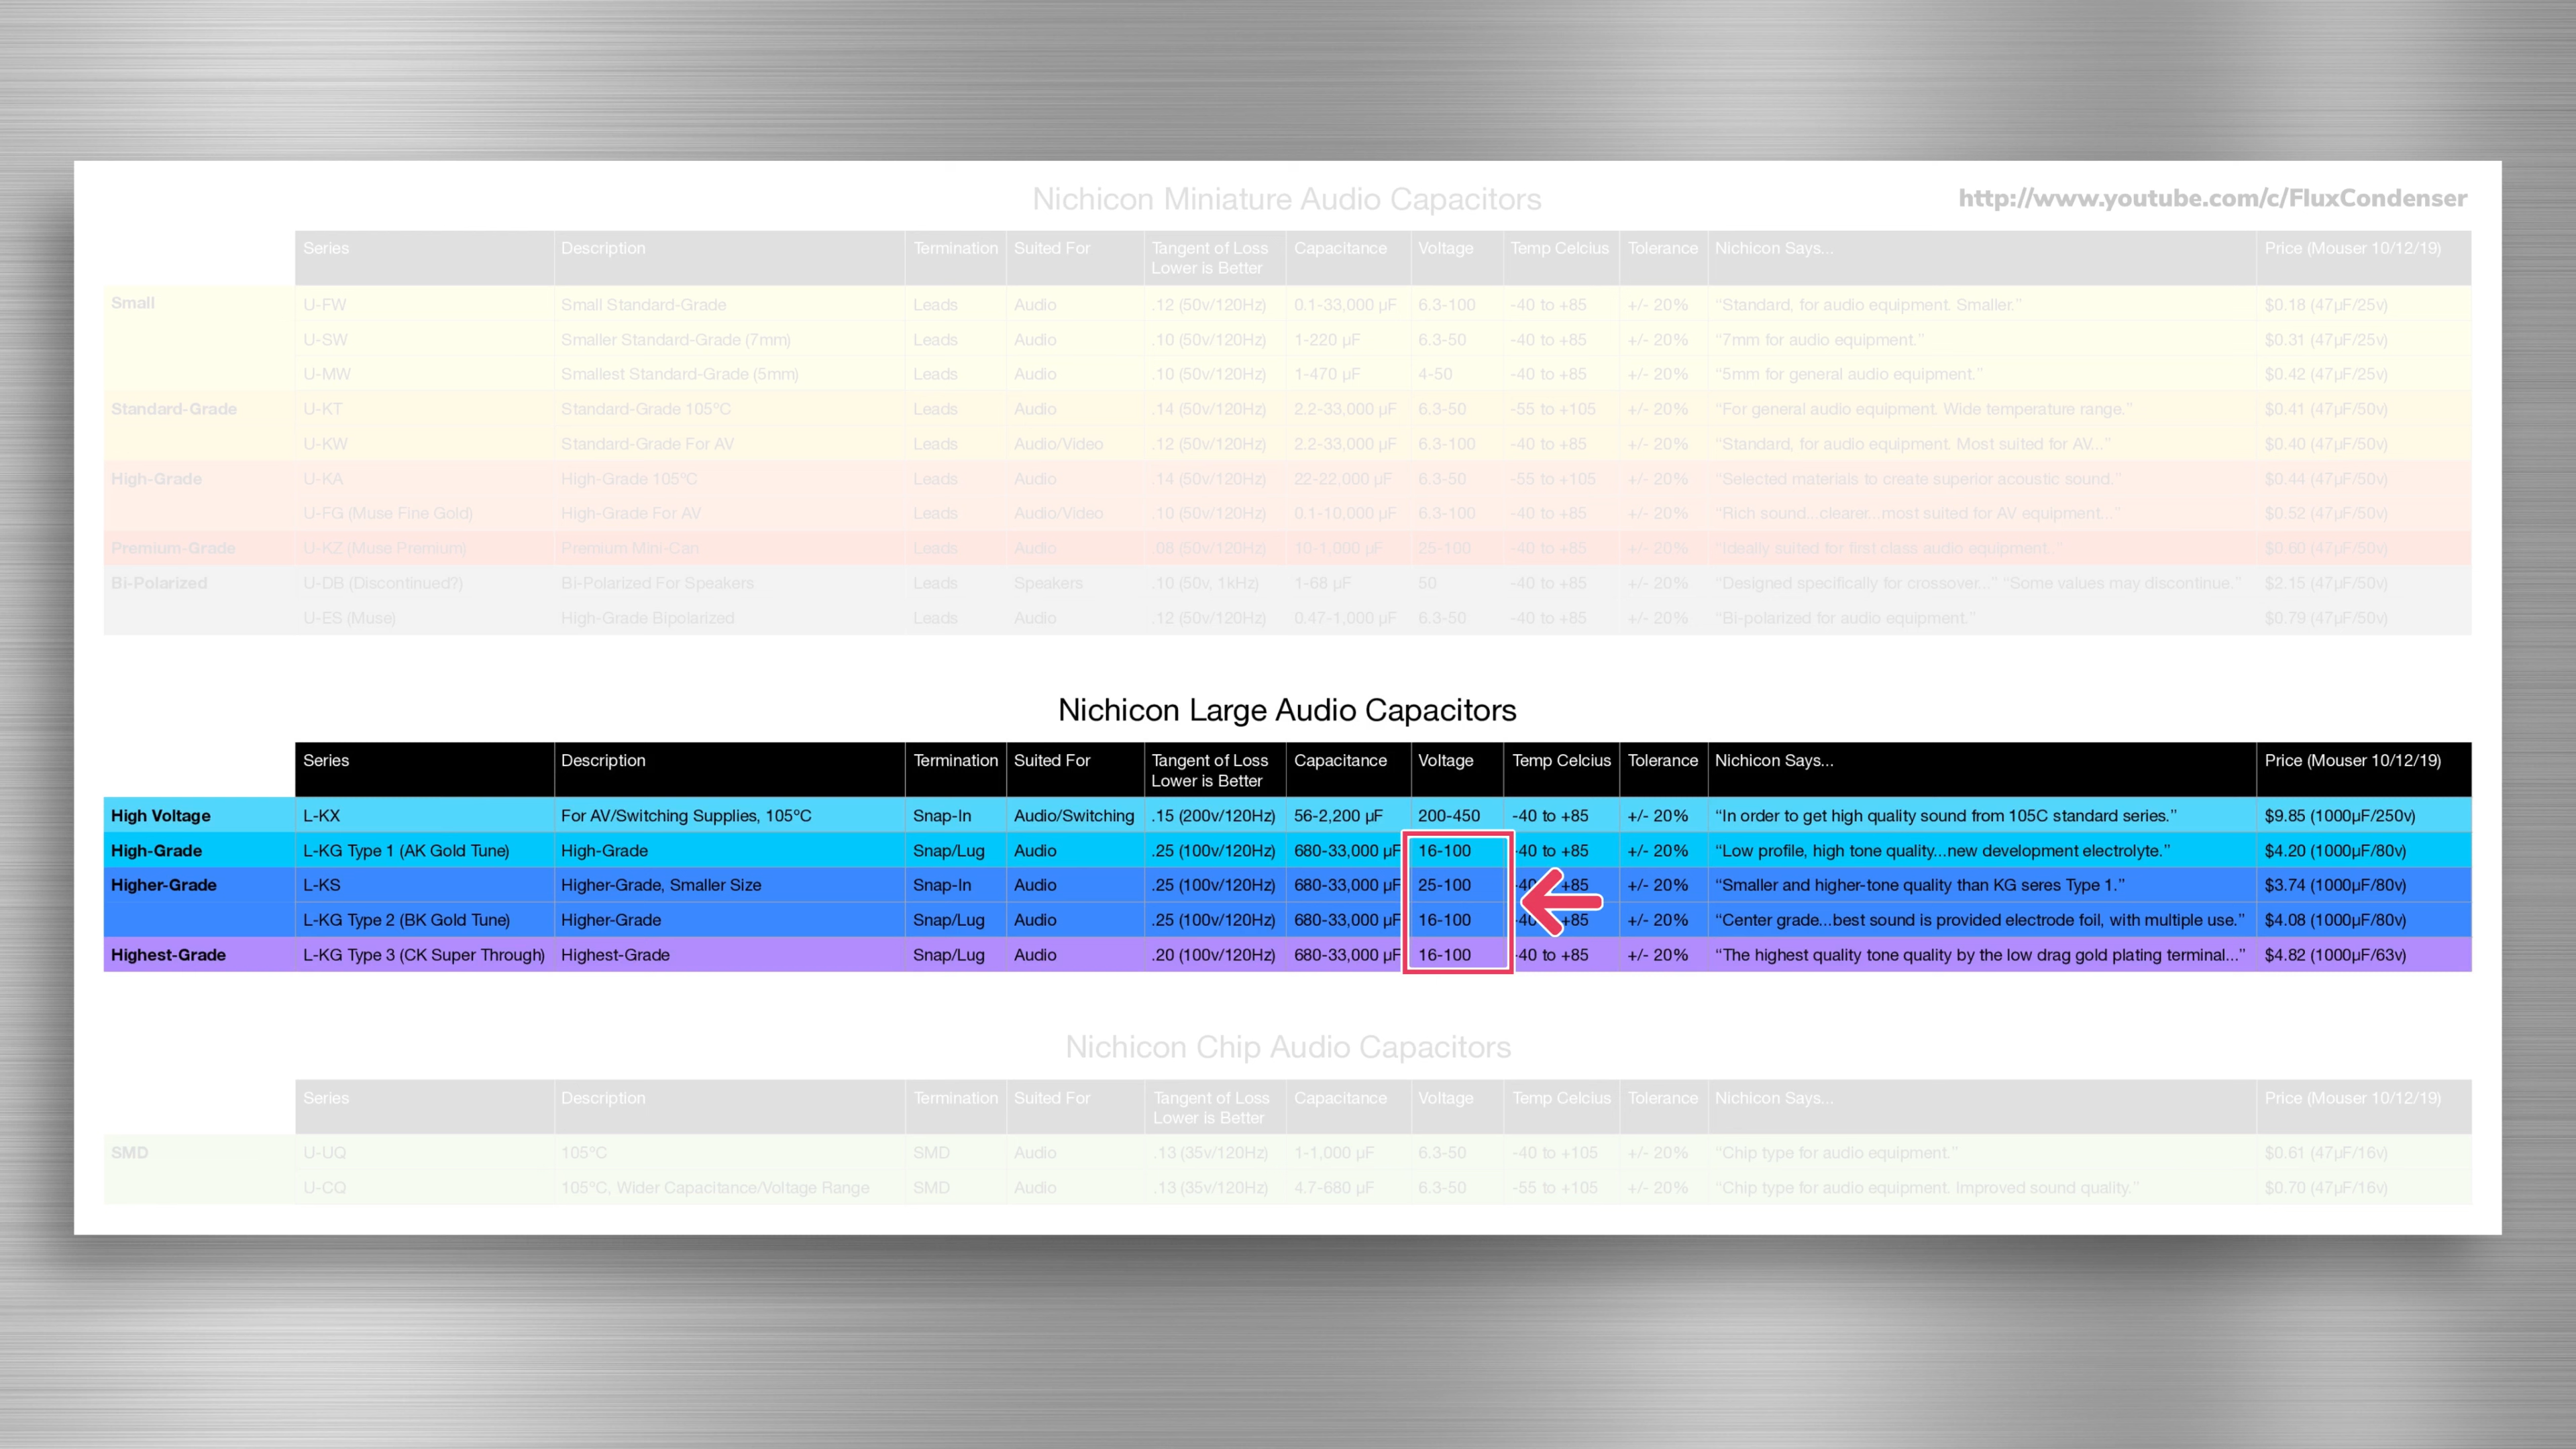 Nichicon Miniature Audio Capacitors
http://www.youtube.com/c/FluxCondenser
Series Description Termination Suited For Tangent of Loss Lower is Better Capacitance Voltage Temp Celcius Tolerance Nichicon Says... Price (Mouser 10/12/19)
Small U-FW Small Standard-Grade Leads Audio .12 (50v/120Hz) 0.1-33,000 µF 6.3-100 -40 to +85 +/- 20% “Standard, for audio equipment. Smaller.” $0.18 (47µF/25v)
U-SW Smaller Standard-Grade (7mm) Leads Audio .10 (50v/120Hz) 1-220 µF 6.3-50 -40 to +85 +/- 20% “7mm for audio equipment.” $0.31 (47µF/25v)
U-MW Smallest Standard-Grade (5mm) Leads Audio .10 (50v/120Hz) 1-470 µF 4-50 -40 to +85 +/- 20% “5mm for general audio equipment.” $0.42 (47µF/25v)
Standard-Grade U-KT Standard-Grade 105ºC Leads Audio .14 (50v/120Hz) 2.2-33,000 µF 6.3-50 -55 to +105 +/- 20% “For general audio equipment. Wide temperature range.” $0.41 (47µF/50v)
U-KW Standard-Grade For AV Leads Audio/Video .12 (50v/120Hz) 2.2-33,000 µF 6.3-100 -40 to +85 +/- 20% “Standard, for audio equipment. Most suited for AV...” $0.40 (47µF/50v)
High-Grade U-KA High-Grade 105ºC Leads Audio .14 (50v/120Hz) 22-22,000 µF 6.3-50 -55 to +105 +/- 20% “Selected materials to create superior acoustic sound.” $0.44 (47µF/50v)
U-FG (Muse Fine Gold) High-Grade For AV Leads Audio/Video .10 (50v/120Hz) 0.1-10,000 µF 6.3-100 -40 to +85 +/- 20% “Rich sound...clearer...most suited for AV equipment...” $0.52 (47µF/50v)
Premium-Grade U-KZ (Muse Premium) Premium Mini-Can Leads Audio .08 (50v/120Hz) 10-1,000 µF 25-100 -40 to +85 +/- 20% “Ideally suited for first class audio equipment..” $0.60 (47µF/50v)
Bi-Polarized U-DB (Discontinued?) Bi-Polarized For Speakers Leads Speakers .10 (50v, 1kHz) 1-68 µF 50 -40 to +85 +/- 20% “Designed specifically for crossover...” “Some values may discontinue.” $2.15 (47µF/50v)
U-ES (Muse) High-Grade Bipolarized Leads Audio .12 (50v/120Hz) 0.47-1,000 µF 6.3-50 -40 to +85 +/- 20% “Bi-polarized for audio equipment.” $0.79 (47µF/50v)
Nichicon Large Audio Capacitors
Series Description Termination Suited For Tangent of Loss Lower is Better Capacitance Voltage Temp Celcius Tolerance Nichicon Says... Price (Mouser 10/12/19)
High Voltage L-KX For AV/Switching Supplies, 105ºC Snap-In Audio/Switching .15 (200v/120Hz) 56-2,200 µF 200-450 -40 to +85 +/- 20% “In order to get high quality sound from 105C standard series.” $9.85 (1000µF/250v)
High-Grade L-KG Type 1 (AK Gold Tune) High-Grade Snap/Lug Audio .25 (100v/120Hz) 680-33,000 µF 16-100 -40 to +85 +/- 20% “Low profile, high tone quality...new development electrolyte.” $4.20 (1000µF/80v)
Higher-Grade L-KS Higher-Grade, Smaller Size Snap-In Audio .25 (100v/120Hz) 680-33,000 µF 25-100 -40 +85 +/- 20% “Smaller and higher-tone quality than KG seres Type 1.” $3.74 (1000µF/80v)
L-KG Type 2 (BK Gold Tune) Higher-Grade Snap/Lug Audio .25 (100v/120Hz) 680-33,000 µF 16-100 -40 +85 +/- 20% “Center grade...best sound is provided electrode foil, with multiple use.” $4.08 (1000µF/80v)
Highest-Grade L-KG Type 3 (CK Super Through) Highest-Grade Snap/Lug Audio .20 (100v/120Hz) 680-33,000 µF 16-100 -40 to +85 +/- 20% “The highest quality tone quality by the low drag gold plating terminal...” $4.82 (1000µF/63v)
Nichicon Chip Audio Capacitors
Series Description Termination Suited For Tangent of Loss Lower is Better Capacitance Voltage Temp Celcius Tolerance Nichicon Says... Price (Mouser 10/12/19)
SMD U-UQ 105ºC SMD Audio .13 (35v/120Hz) 1-1,000 µF 6.3-50 -40 to +105 +/- 20% “Chip type for audio equipment.” $0.61 (47µF/16v)
U-CQ 105ºC, Wider Capacitance/Voltage Range SMD Audio .13 (35v/120Hz) 4.7-680 µF 6.3-50 -55 to +105 +/- 20% “Chip type for audio equipment. Improved sound quality.” $0.70 (47µF/16v)